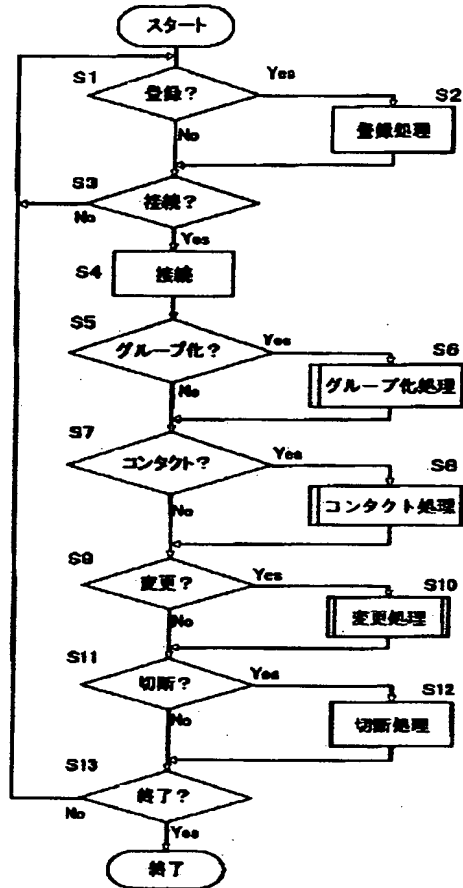 スタート
S1
登録?
Yes
S2
登録処理
No
S3
接続?
No
Yes
S4
接続
S5
グループ化?
Yes
S6
グループ化処理
No
S7
コンタクト?
Yes
S8
コンタクト処理
No
S9
変更?
Yes
S10
変更処理
No
S11
切断?
Yes
S12
切断処理
No
S13
終了?
No
Yes
終了